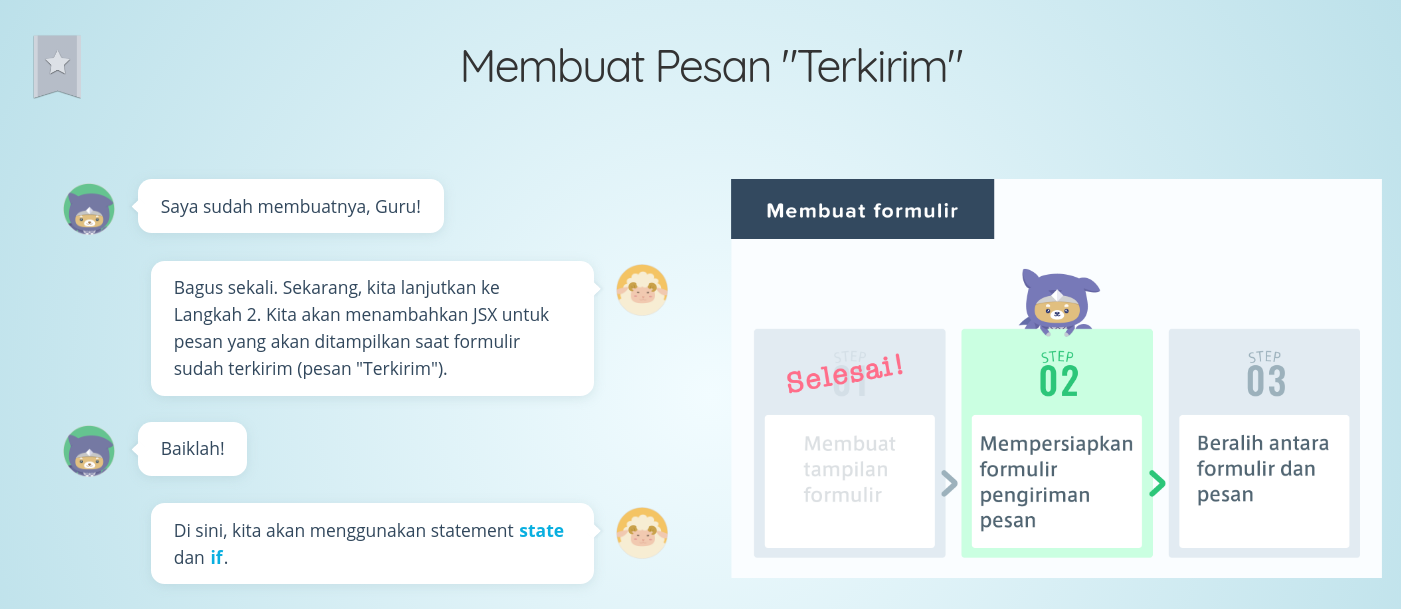 Membuat Pesan "Terkirim"
Saya sudah membuatnya, Guru!
Bagus sekali. Sekarang, kita lanjutkan ke
Langkah 2. Kita akan menambahkan JSX untuk
pesan yang akan ditampilkan saat formulir
sudah terkirim (pesan "Terkirim").
Baiklah!
Di sini, kita akan menggunakan statement state
dan if.
Membuat formulir
STEP
01
Selesai!
Membuat
tampilan
formulir
STEP
02
Mempersiapkan
formulir
pengiriman
pesan
STEP
03
Beralih antara
formulir dan
pesan